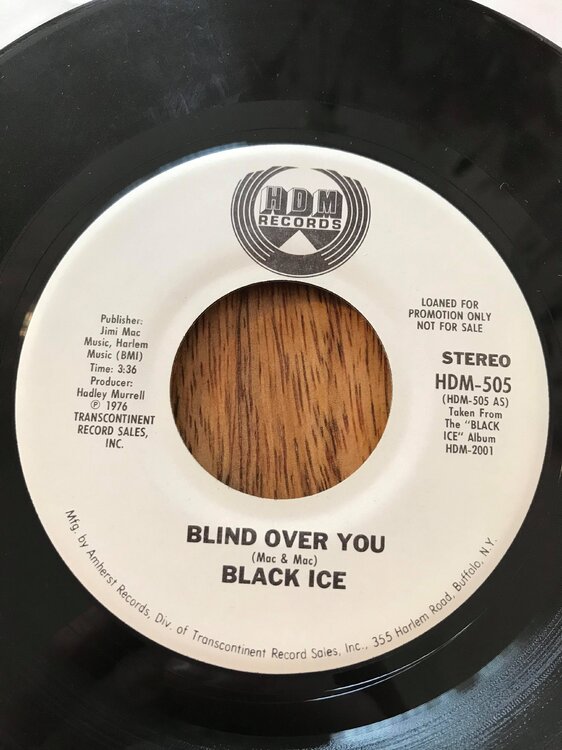 HDM
RECORDS
Publisher:
Jimi Mac
Music, Harlem
Music (BMI)
Time: 3:36
Producer:
Hadley Murrell
℗ 1976
TRANSCONTINENT
RECORD SALES,
INC.
LOANED FOR
PROMOTION ONLY
NOT FOR SALE
STEREO
HDM-505
(HDM-505 AS)
Taken From
The "BLACK
ICE" Album
HDM-2001
BLIND OVER YOU
(Mac & Mac)
BLACK ICE
Mfg. by Amherst Records, Div. of Transcontinent Record Sales, Inc., 355 Harlem Road, Buffalo, N.Y.